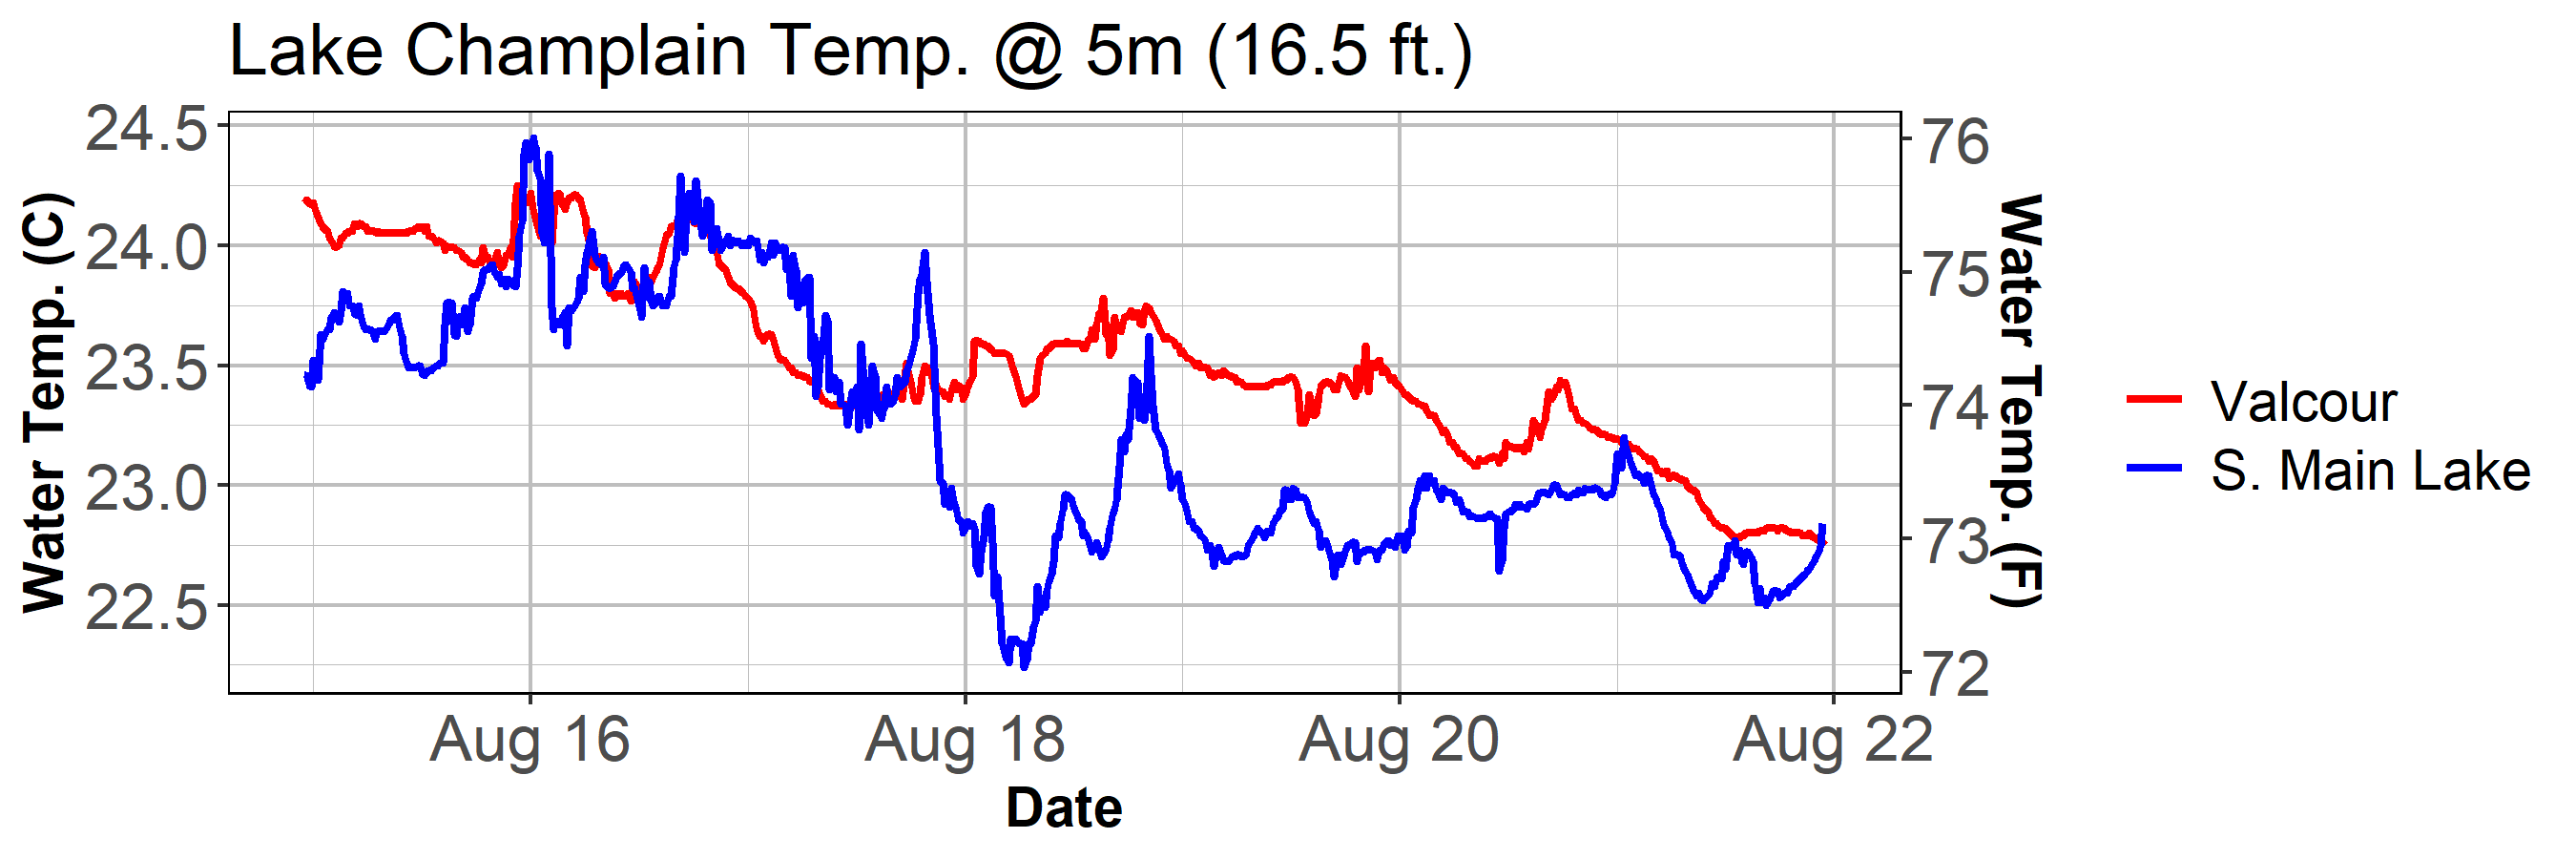 Lake Champlain Temp. @ 5m (16.5 ft.)
Water Temp. (C)
24.5
24.0
23.5
23.0
22.5
76
75
74
73
72
Water Temp. (F)
Aug 16
Aug 18
Aug 20
Aug 22
Date
Valcour
S. Main Lake